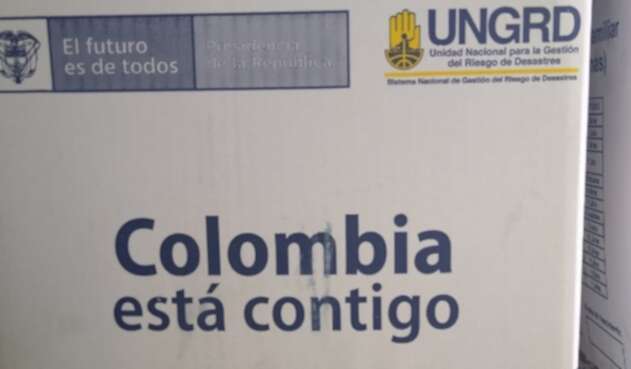 El futuro
es de todos
Presidencia
de la República
UNGRD
Unidad Nacional para la Gestión
del Riesgo de Desastres
Sistema Nacional de Gestión del Riesgo de Desastres
Colombia
está contigo